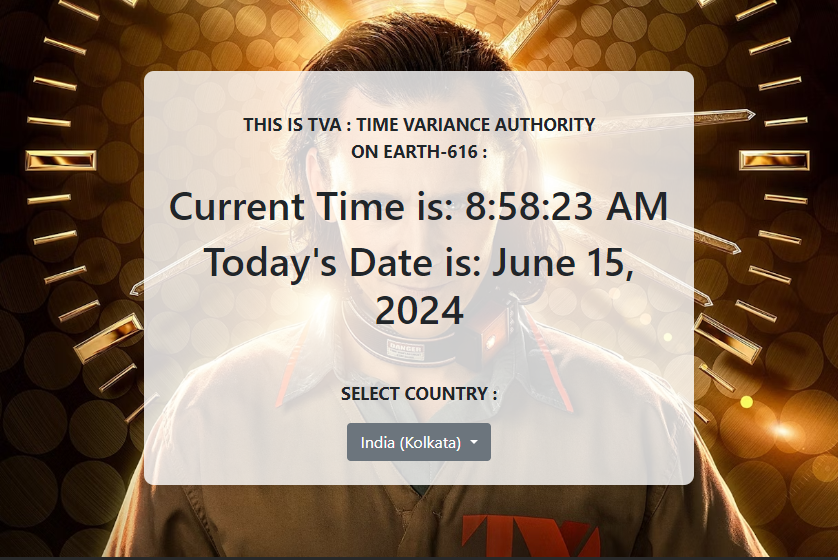 THIS IS TVA : TIME VARIANCE AUTHORITY
ON EARTH-616 :
Current Time is: 8:58:23 AM
Today's Date is: June 15,
2024
DANGER
SELECT COUNTRY :
India (Kolkata)
TVA